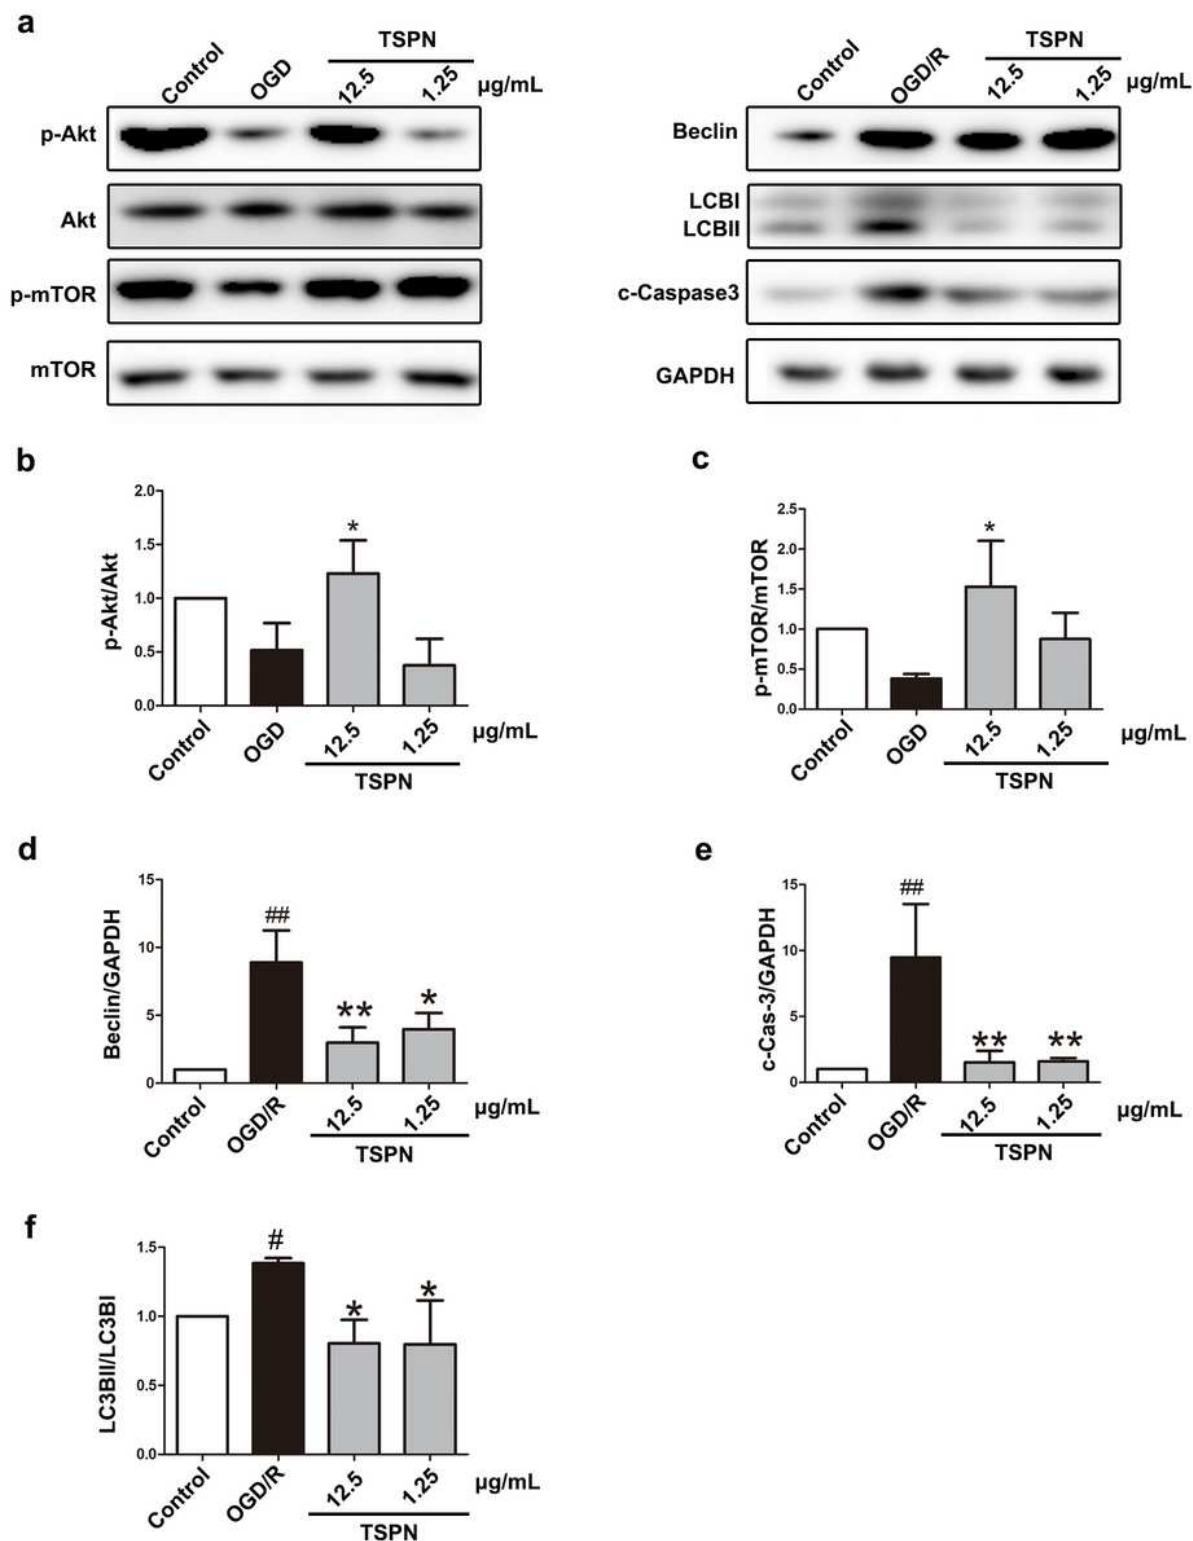 a
TSPN
Control OGD 12.5 1.25 µg/mL
p-Akt
Akt
p-mTOR
mTOR
TSPN
Control OGD/R 12.5 1.25 µg/mL
Beclin
LCBI
LCBII
c-Caspase3
GAPDH
b
p-Akt/Akt
2.0
1.5
1.0
0.5
0.0
*
Control OGD 12.5 1.25 µg/mL
TSPN
c
p-mTOR/mTOR
2.5
2.0
1.5
1.0
0.5
0.0
*
Control OGD 12.5 1.25 µg/mL
TSPN
d
Beclin/GAPDH
15
10
5
0
## ** *
Control OGD/R 12.5 1.25 µg/mL
TSPN
e
c-Cas-3/GAPDH
15
10
5
0
## ** **
Control OGD/R 12.5 1.25 µg/mL
TSPN
f
LC3BII/LC3BI
1.5
1.0
0.5
0.0
# * *
Control OGD/R 12.5 1.25 µg/mL
TSPN